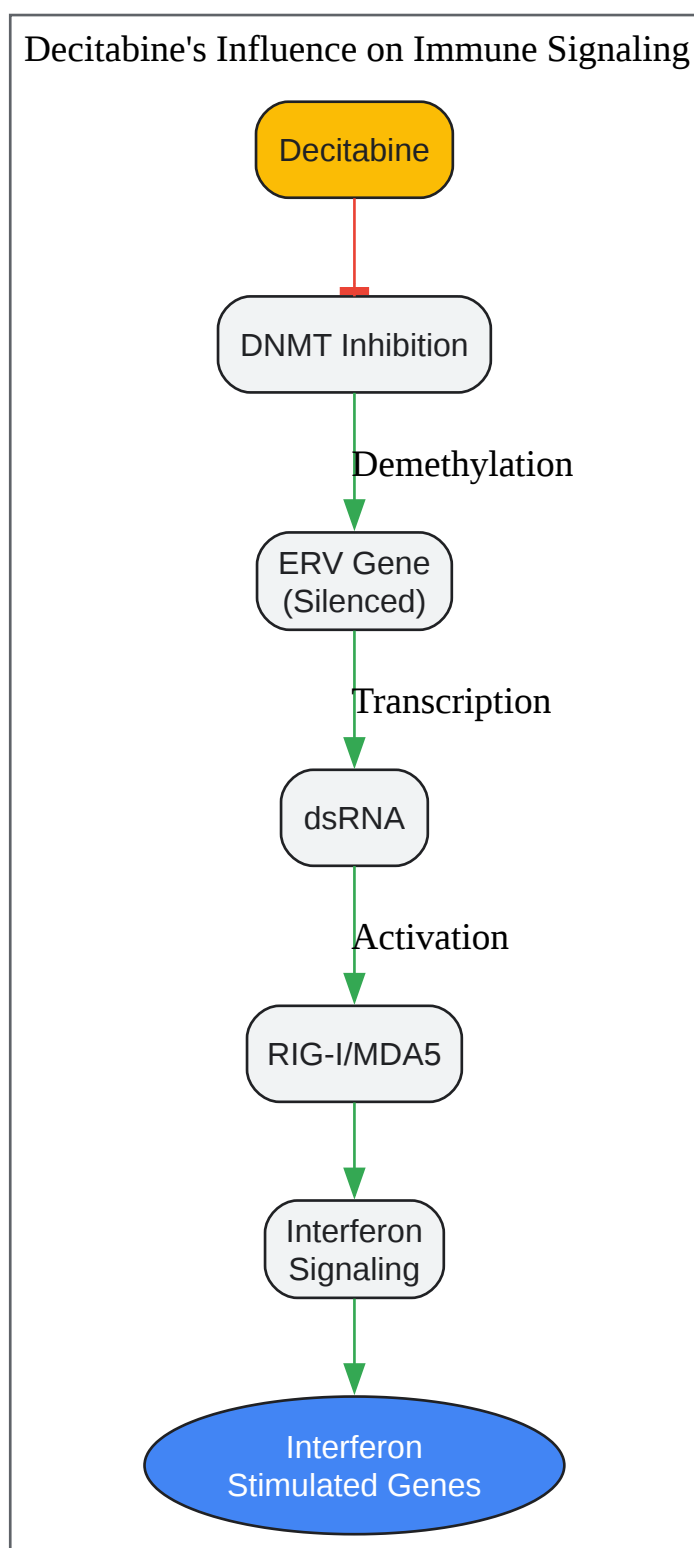 Decitabine's Influence on Immune Signaling
Decitabine
DNMT Inhibition
Demethylation
ERV Gene
(Silenced)
Transcription
dsRNA
Activation
RIG-I/MDA5
Interferon
Signaling
Interferon
Stimulated Genes